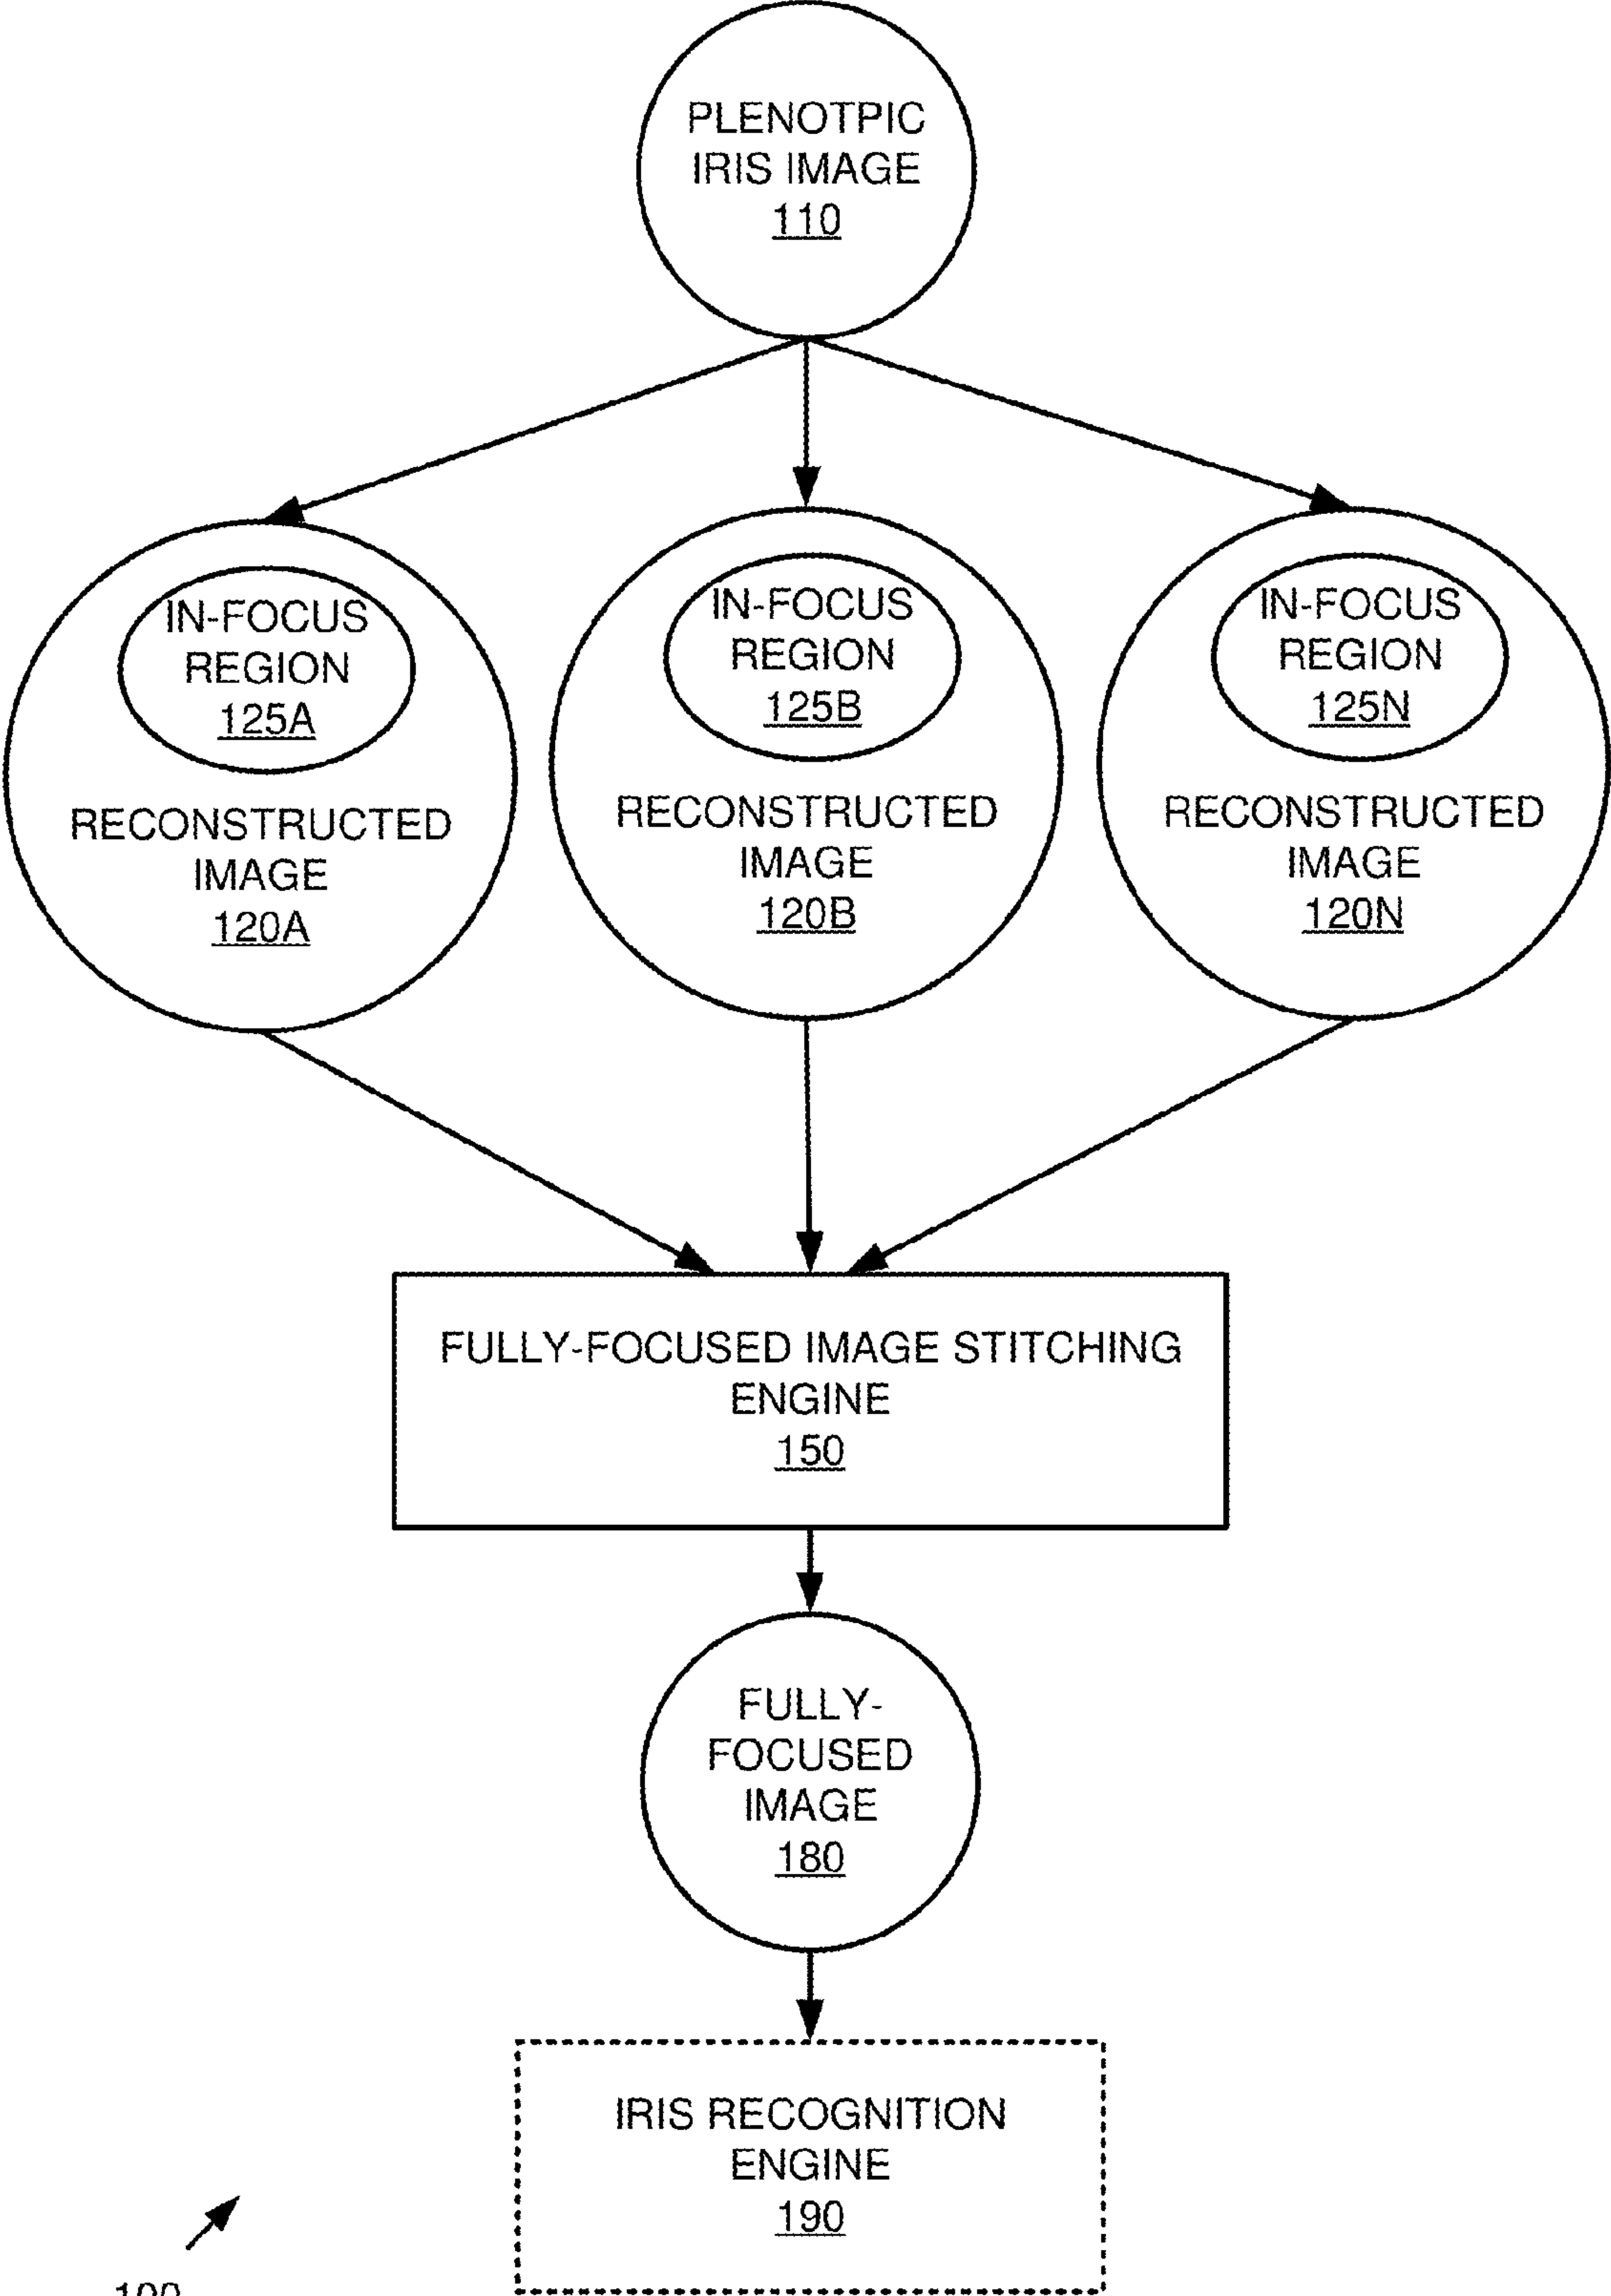 PLENOTPIC
IRIS IMAGE
110
IN-FOCUS
REGION
125A
RECONSTRUCTED
IMAGE
120A
IN-FOCUS
REGION
125B
RECONSTRUCTED
IMAGE
120B
IN-FOCUS
REGION
125N
RECONSTRUCTED
IMAGE
120N
FULLY-FOCUSED IMAGE STITCHING
ENGINE
150
FULLY-
FOCUSED
IMAGE
180
IRIS RECOGNITION
ENGINE
190